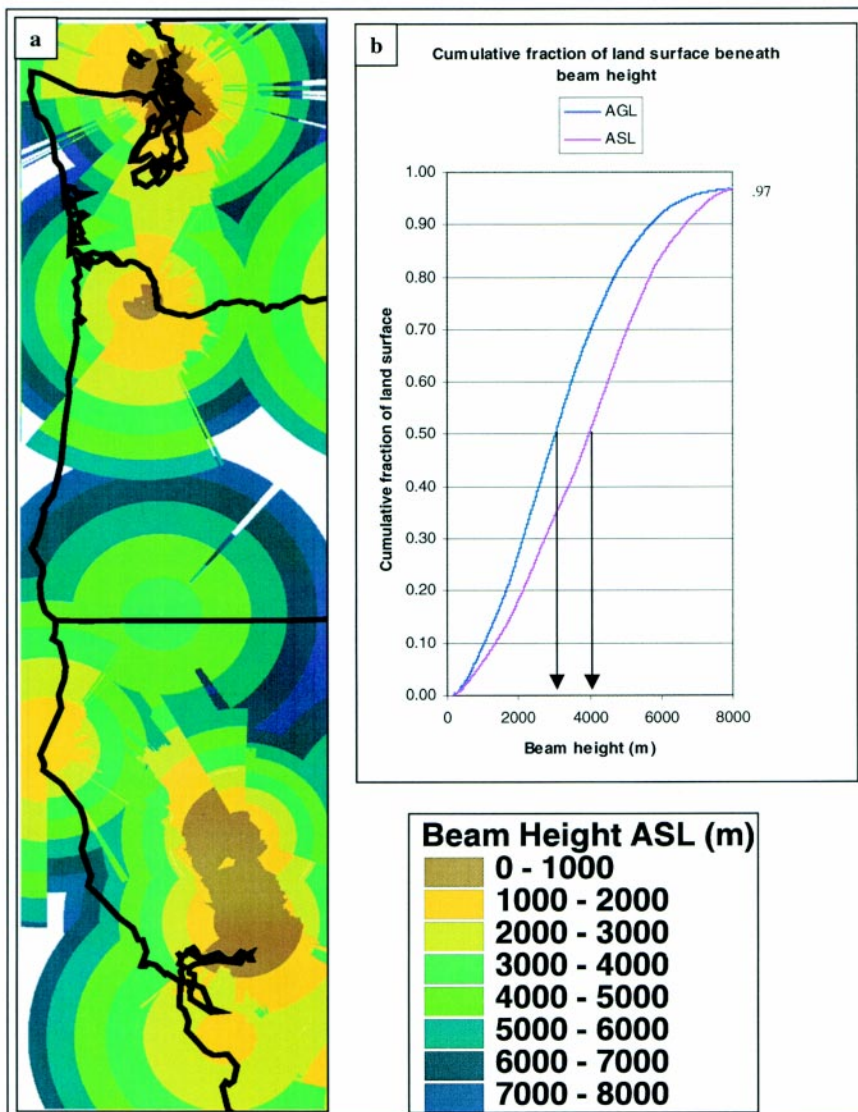 a
b
Cumulative fraction of land surface beneath
beam height
AGL
ASL
1.00
0.90
0.80
0.70
0.60
0.50
0.40
0.30
0.20
0.10
0.00
.97
Cumulative fraction of land surface
0 2000 4000 6000 8000
Beam height (m)
Beam Height ASL (m)
0 - 1000
1000 - 2000
2000 - 3000
3000 - 4000
4000 - 5000
5000 - 6000
6000 - 7000
7000 - 8000